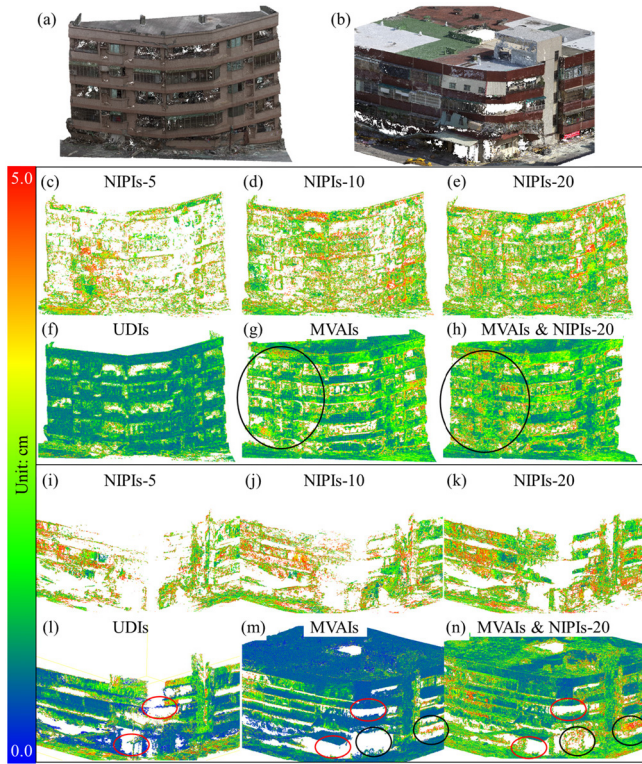 (a)
(b)
5.0
Unit: cm
0.0
(c) NIPIs-5
(d) NIPIs-10
(e) NIPIs-20
(f) UDIs
(g) MVAIs
(h) MVAIs & NIPIs-20
(i) NIPIs-5
(j) NIPIs-10
(k) NIPIs-20
(l) UDIs
(m) MVAIs
(n) MVAIs & NIPIs-20